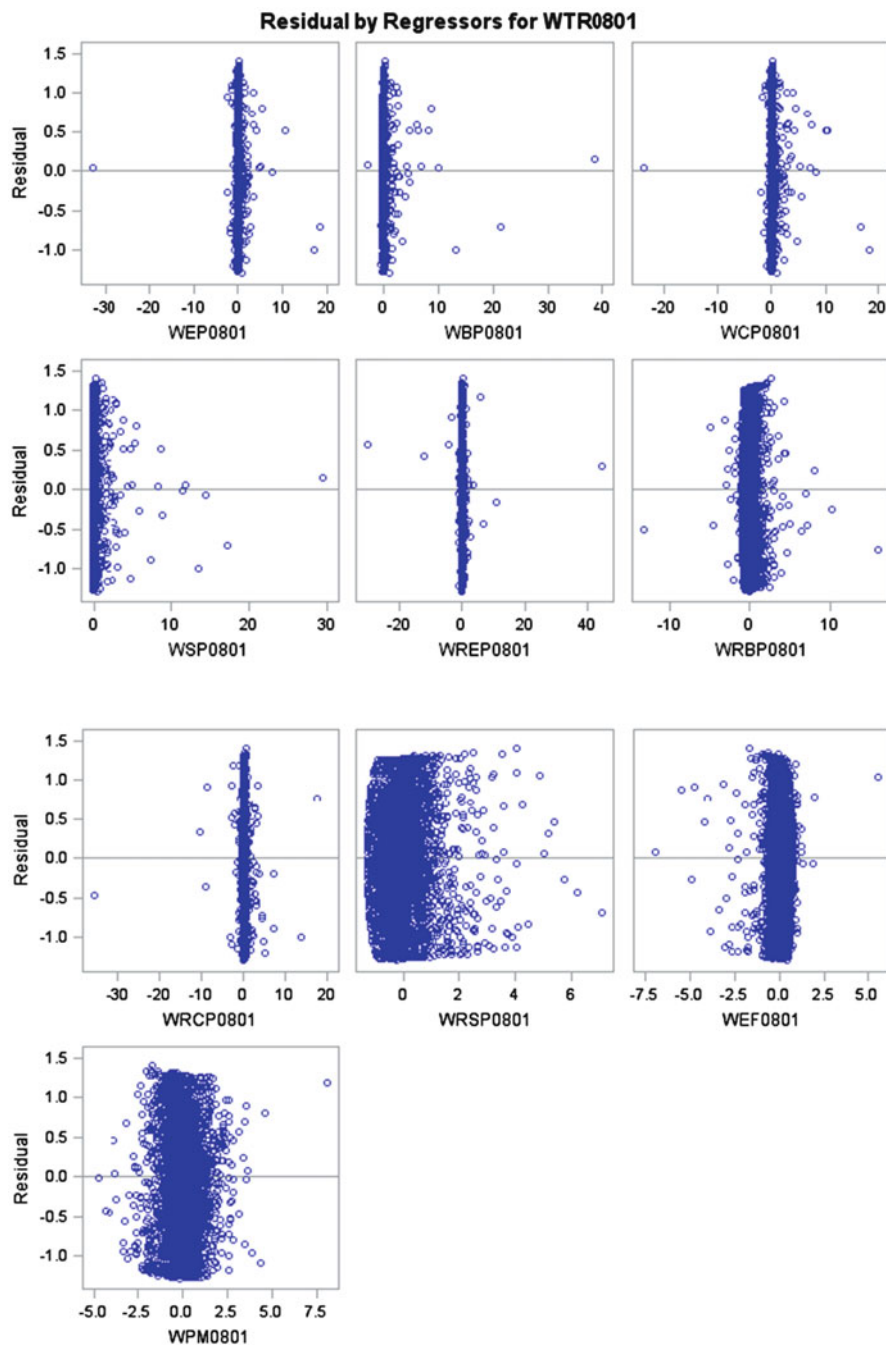 Residual by Regressors for WTR0801
Residual
1.5
1.0
0.5
0.0
-0.5
-1.0
-30 -20 -10 0 10 20
WEP0801
0 10 20 30 40
WBP0801
-20 -10 0 10 20
WCP0801
Residual
1.5
1.0
0.5
0.0
-0.5
-1.0
0 10 20 30
WSP0801
-20 0 20 40
WREP0801
-10 0 10
WRBP0801
Residual
1.5
1.0
0.5
0.0
-0.5
-1.0
-30 -20 -10 0 10 20
WRCP0801
0 2 4 6
WRSP0801
-7.5 -5.0 -2.5 0.0 2.5 5.0
WEF0801
Residual
1.5
1.0
0.5
0.0
-0.5
-1.0
-5.0 -2.5 0.0 2.5 5.0 7.5
WPM0801